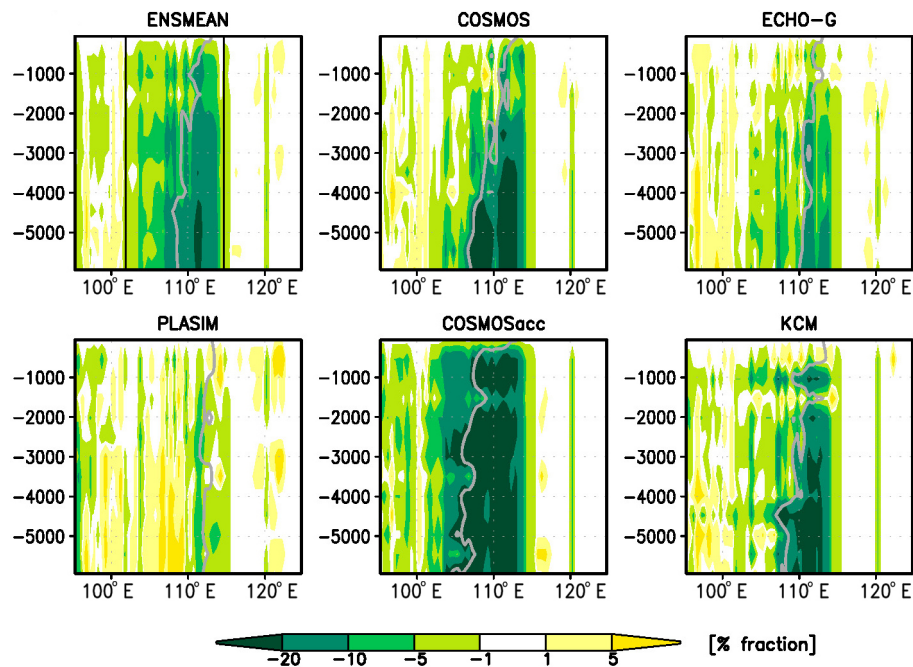 ENSMEAN COSMOS ECHO-G
-1000 -1000 -1000
-2000 -2000 -2000
-3000 -3000 -3000
-4000 -4000 -4000
-5000 -5000 -5000
100° E 110° E 120° E 100° E 110° E 120° E 100° E 110° E 120° E
PLASIM COSMOSacc KCM
-1000 -1000 -1000
-2000 -2000 -2000
-3000 -3000 -3000
-4000 -4000 -4000
-5000 -5000 -5000
100° E 110° E 120° E 100° E 110° E 120° E 100° E 110° E 120° E
[% fraction]
-20 -10 -5 -1 1 5